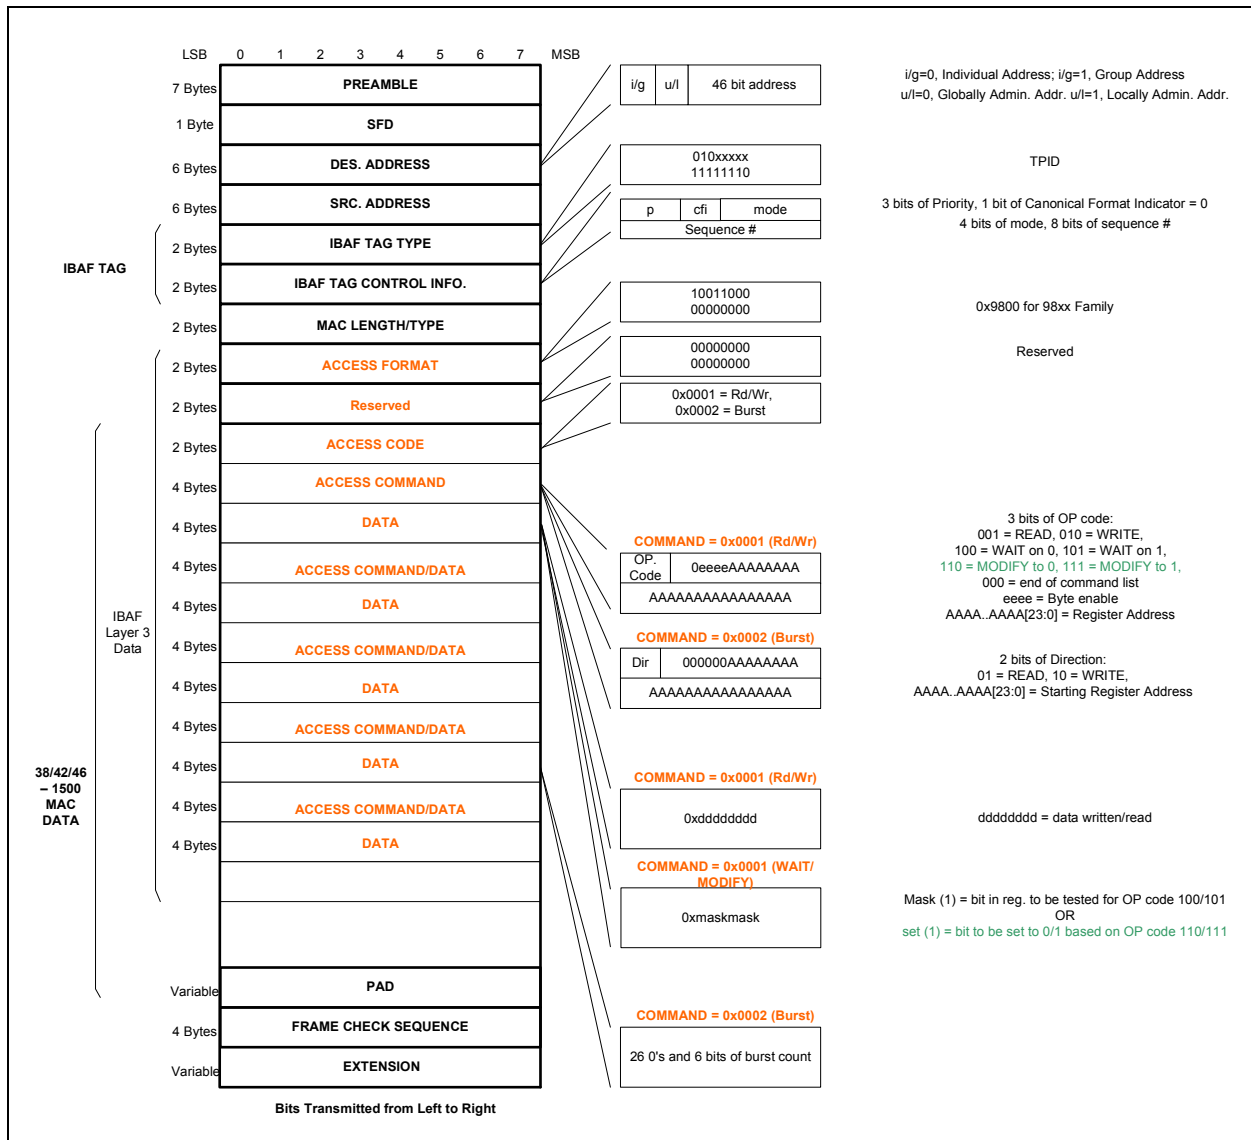 LSB 0 1 2 3 4 5 6 7 MSB
7 Bytes PREAMBLE
1 Byte SFD
6 Bytes DES. ADDRESS
6 Bytes SRC. ADDRESS
IBAF TAG
2 Bytes IBAF TAG TYPE
2 Bytes IBAF TAG CONTROL INFO.
2 Bytes MAC LENGTH/TYPE
2 Bytes ACCESS FORMAT
2 Bytes Reserved
2 Bytes ACCESS CODE
4 Bytes ACCESS COMMAND
4 Bytes DATA
4 Bytes ACCESS COMMAND/DATA
4 Bytes DATA
4 Bytes ACCESS COMMAND/DATA
4 Bytes DATA
4 Bytes ACCESS COMMAND/DATA
4 Bytes DATA
4 Bytes ACCESS COMMAND/DATA
4 Bytes DATA
IBAF
Layer 3
Data
38/42/46
– 1500
MAC
DATA
Variable PAD
4 Bytes FRAME CHECK SEQUENCE
Variable EXTENSION
Bits Transmitted from Left to Right
i/g u/l 46 bit address
i/g=0, Individual Address; i/g=1, Group Address
u/l=0, Globally Admin. Addr. u/l=1, Locally Admin. Addr.
010xxxxx
11111110
TPID
p cfi mode
Sequence #
3 bits of Priority, 1 bit of Canonical Format Indicator = 0
4 bits of mode, 8 bits of sequence #
10011000
00000000
0x9800 for 98xx Family
00000000
00000000
Reserved
0x0001 = Rd/Wr,
0x0002 = Burst
COMMAND = 0x0001 (Rd/Wr)
OP.
Code
0eeeeAAAAAAAA
AAAAAAAAAAAAAAAA
3 bits of OP code:
001 = READ, 010 = WRITE,
100 = WAIT on 0, 101 = WAIT on 1,
110 = MODIFY to 0, 111 = MODIFY to 1,
000 = end of command list
eeee = Byte enable
AAAA..AAAA[23:0] = Register Address
COMMAND = 0x0002 (Burst)
Dir 000000AAAAAAAA
AAAAAAAAAAAAAAAA
2 bits of Direction:
01 = READ, 10 = WRITE,
AAAA..AAAA[23:0] = Starting Register Address
COMMAND = 0x0001 (Rd/Wr)
0xdddddddd
dddddddd = data written/read
COMMAND = 0x0001 (WAIT/
MODIFY)
0xmaskmask
Mask (1) = bit in reg. to be tested for OP code 100/101
OR
set (1) = bit to be set to 0/1 based on OP code 110/111
COMMAND = 0x0002 (Burst)
26 0's and 6 bits of burst count